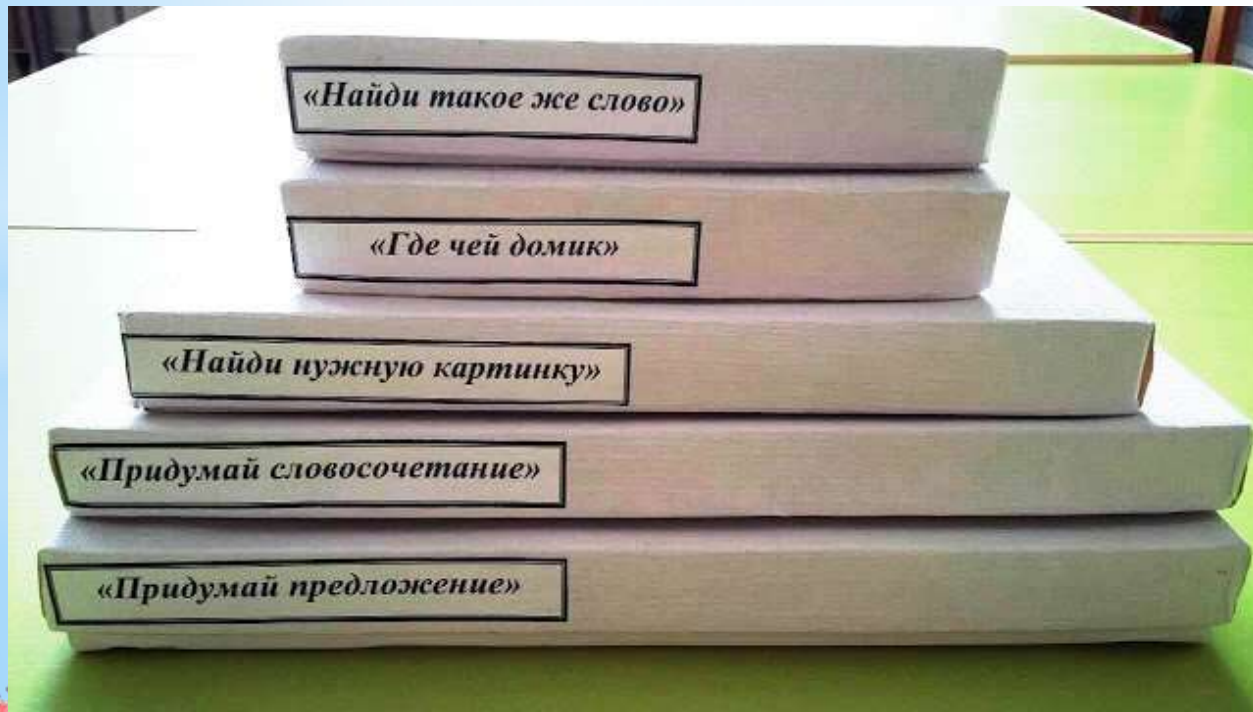 «Найди такое же слово»
«Где чей домик»
«Найди нужную картинку»
«Придумай словосочетание»
«Придумай предложение»